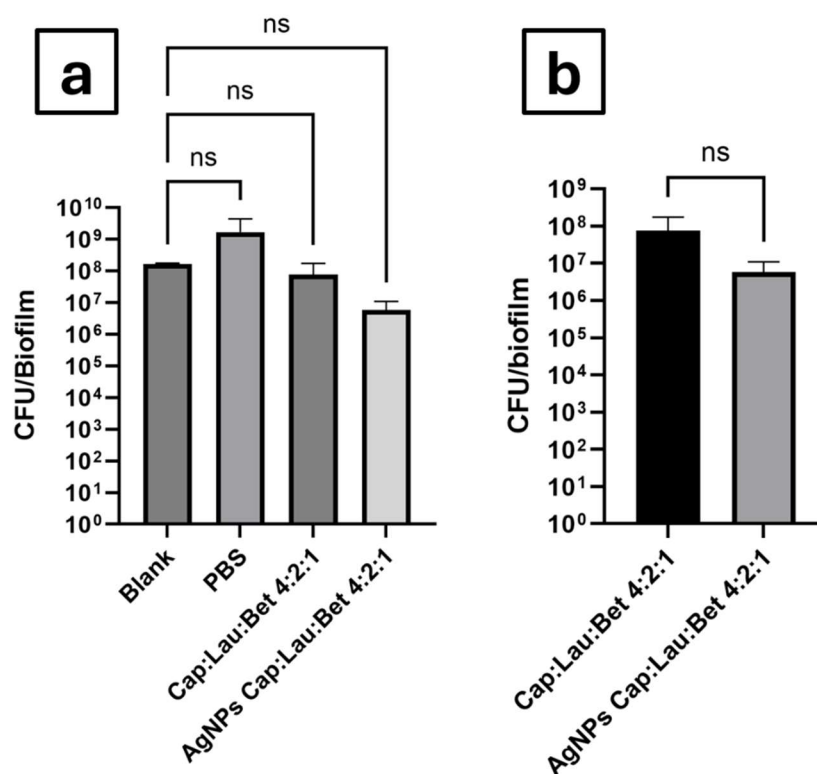 a
ns
ns
ns
CFU/Biofilm
10¹⁰
10⁹
10⁸
10⁷
10⁶
10⁵
10⁴
10³
10²
10¹
10⁰
Blank
PBS
Cap:Lau:Bet 4:2:1
AgNPs Cap:Lau:Bet 4:2:1
b
ns
CFU/biofilm
10⁹
10⁸
10⁷
10⁶
10⁵
10⁴
10³
10²
10¹
10⁰
Cap:Lau:Bet 4:2:1
AgNPs Cap:Lau:Bet 4:2:1